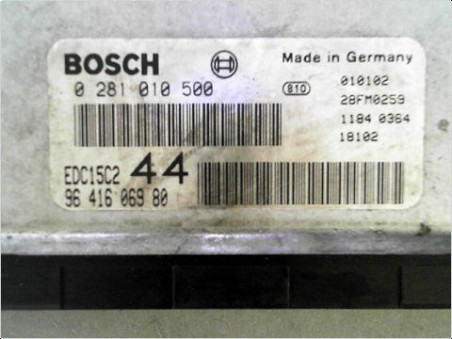 BOSCH
Made in Germany
0 281 010 500
810
010102
28FM0259
1184 0364
18102
EDC15C2 44
96 416 069 80